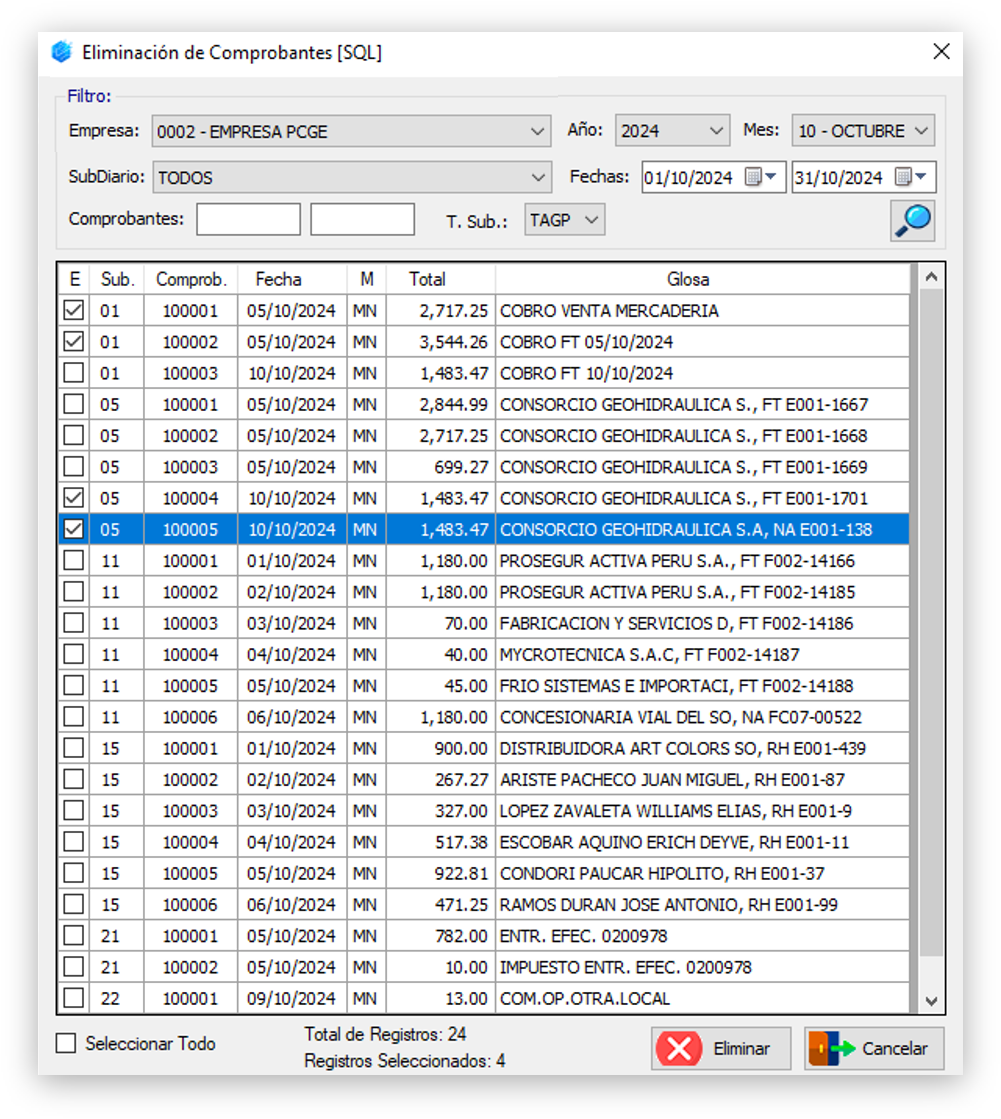 Eliminación de Comprobantes [SQL]
Filtro:
Empresa: 0002 - EMPRESA PCGE Año: 2024 Mes: 10 - OCTUBRE
SubDiario: TODOS Fechas: 01/10/2024 31/10/2024
Comprobantes: T. Sub.: TAGP
E Sub. Comprob. Fecha M Total Glosa
01 100001 05/10/2024 MN 2,717.25 COBRO VENTA MERCADERIA
01 100002 05/10/2024 MN 3,544.26 COBRO FT 05/10/2024
01 100003 10/10/2024 MN 1,483.47 COBRO FT 10/10/2024
05 100001 05/10/2024 MN 2,844.99 CONSORCIO GEOHIDRAULICA S., FT E001-1667
05 100002 05/10/2024 MN 2,717.25 CONSORCIO GEOHIDRAULICA S., FT E001-1668
05 100003 05/10/2024 MN 699.27 CONSORCIO GEOHIDRAULICA S., FT E001-1669
05 100004 10/10/2024 MN 1,483.47 CONSORCIO GEOHIDRAULICA S., FT E001-1701
05 100005 10/10/2024 MN 1,483.47 CONSORCIO GEOHIDRAULICA S.A, NA E001-138
11 100001 01/10/2024 MN 1,180.00 PROSEGUR ACTIVA PERU S.A., FT F002-14166
11 100002 02/10/2024 MN 1,180.00 PROSEGUR ACTIVA PERU S.A., FT F002-14185
11 100003 03/10/2024 MN 70.00 FABRICACION Y SERVICIOS D, FT F002-14186
11 100004 04/10/2024 MN 40.00 MYCROTECNICA S.A.C, FT F002-14187
11 100005 05/10/2024 MN 45.00 FRIO SISTEMAS E IMPORTACI, FT F002-14188
11 100006 06/10/2024 MN 1,180.00 CONCESIONARIA VIAL DEL SO, NA FC07-00522
15 100001 01/10/2024 MN 900.00 DISTRIBUIDORA ART COLORS SO, RH E001-439
15 100002 02/10/2024 MN 267.27 ARISTE PACHECO JUAN MIGUEL, RH E001-87
15 100003 03/10/2024 MN 327.00 LOPEZ ZAVALETA WILLIAMS ELIAS, RH E001-9
15 100004 04/10/2024 MN 517.38 ESCOBAR AQUINO ERICH DEYVE, RH E001-11
15 100005 05/10/2024 MN 922.81 CONDORI PAUCAR HIPOLITO, RH E001-37
15 100006 06/10/2024 MN 471.25 RAMOS DURAN JOSE ANTONIO, RH E001-99
21 100001 05/10/2024 MN 782.00 ENTR. EFEC. 0200978
21 100002 05/10/2024 MN 10.00 IMPUESTO ENTR. EFEC. 0200978
22 100001 09/10/2024 MN 13.00 COM.OP.OTRA.LOCAL
Seleccionar Todo Total de Registros: 24 Eliminar Cancelar
Registros Seleccionados: 4